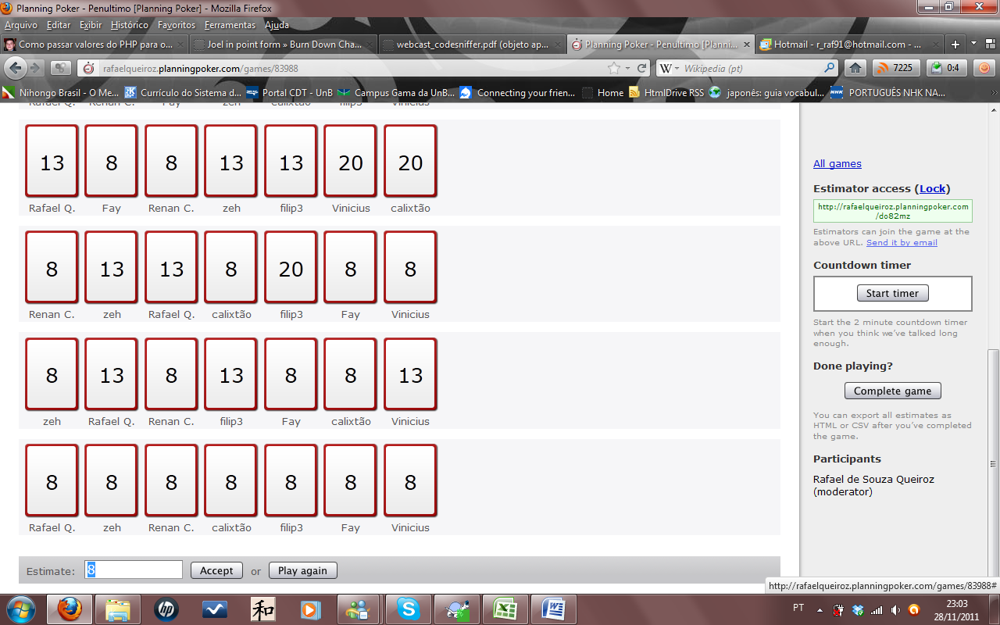 Planning Poker - Penultimo [Planning Poker] - Mozilla Firefox
Arquivo Editar Exibir Histórico Favoritos Ferramentas Ajuda
Como passar valores do PHP para o... Joel in point form » Burn Down Cha... webcast_codesniffer.pdf (objeto ap... Planning Poker - Penultimo [Planni... Hotmail - r_raf91@hotmail.com - ...
rafaelqueiroz.planningpoker.com/games/83988 W Wikipedia (pt) 7225 0:4
Nihongo Brasil - O Me... Currículo do Sistema d... Portal CDT - UnB Campus Gama da UnB... Connecting your frien... Home HtmlDrive RSS japonés: guia vocabul... NHK PORTUGUÊS NHK NA...
Rafael Q. Renan C. Fay zeh calixtão filip3 Vinicius
13 8 8 13 13 20 20
Rafael Q. Fay Renan C. zeh filip3 Vinicius calixtão
8 13 13 8 20 8 8
Renan C. zeh Rafael Q. calixtão filip3 Fay Vinicius
8 13 8 13 8 8 13
zeh Rafael Q. Renan C. filip3 Fay calixtão Vinicius
8 8 8 8 8 8 8
Rafael Q. zeh Renan C. calixtão filip3 Fay Vinicius
Estimate: 8 Accept or Play again
All games
Estimator access (Lock)
http://rafaelqueiroz.planningpoker.com
/do82mz
Estimators can join the game at the
above URL. Send it by email
Countdown timer
Start timer
Start the 2 minute countdown timer
when you think we've talked long
enough.
Done playing?
Complete game
You can export all estimates as
HTML or CSV after you've completed
the game.
Participants
Rafael de Souza Queiroz
(moderator)
http://rafaelqueiroz.planningpoker.com/games/83988#
hp 和 S W PT 23:03
28/11/2011